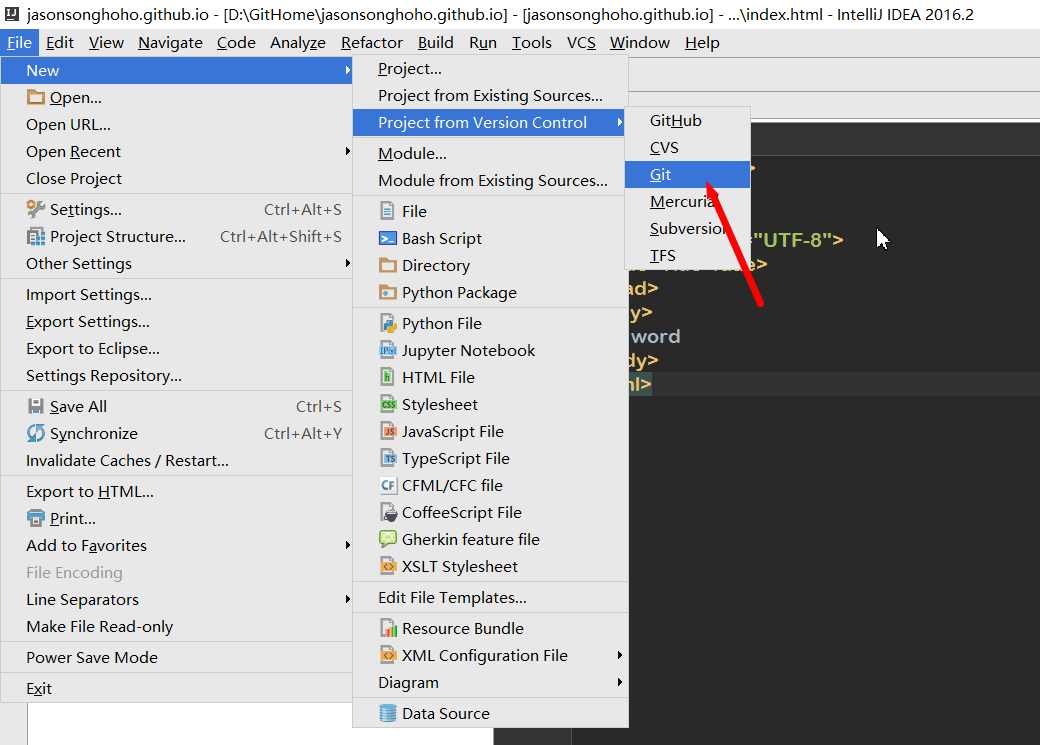 jasonsonghoho.github.io - [D:\GitHome\jasonsonghoho.github.io] - [jasonsonghoho.github.io] - ...\index.html - IntelliJ IDEA 2016.2
File Edit View Navigate Code Analyze Refactor Build Run Tools VCS Window Help
New
Open...
Open URL...
Open Recent
Close Project
Settings... Ctrl+Alt+S
Project Structure... Ctrl+Alt+Shift+S
Other Settings
Import Settings...
Export Settings...
Export to Eclipse...
Settings Repository...
Save All Ctrl+S
Synchronize Ctrl+Alt+Y
Invalidate Caches / Restart...
Export to HTML...
Print...
Add to Favorites
File Encoding
Line Separators
Make File Read-only
Power Save Mode
Exit
Project...
Project from Existing Sources...
Project from Version Control
Module...
Module from Existing Sources...
File
Bash Script
Directory
Python Package
Python File
Jupyter Notebook
HTML File
Stylesheet
JavaScript File
TypeScript File
CFML/CFC file
CoffeeScript File
Gherkin feature file
XSLT Stylesheet
Edit File Templates...
Resource Bundle
XML Configuration File
Diagram
Data Source
GitHub
CVS
Git
Mercuria
Subversion
TFS
="UTF-8">
ad>
y>
word
dy>
nl>